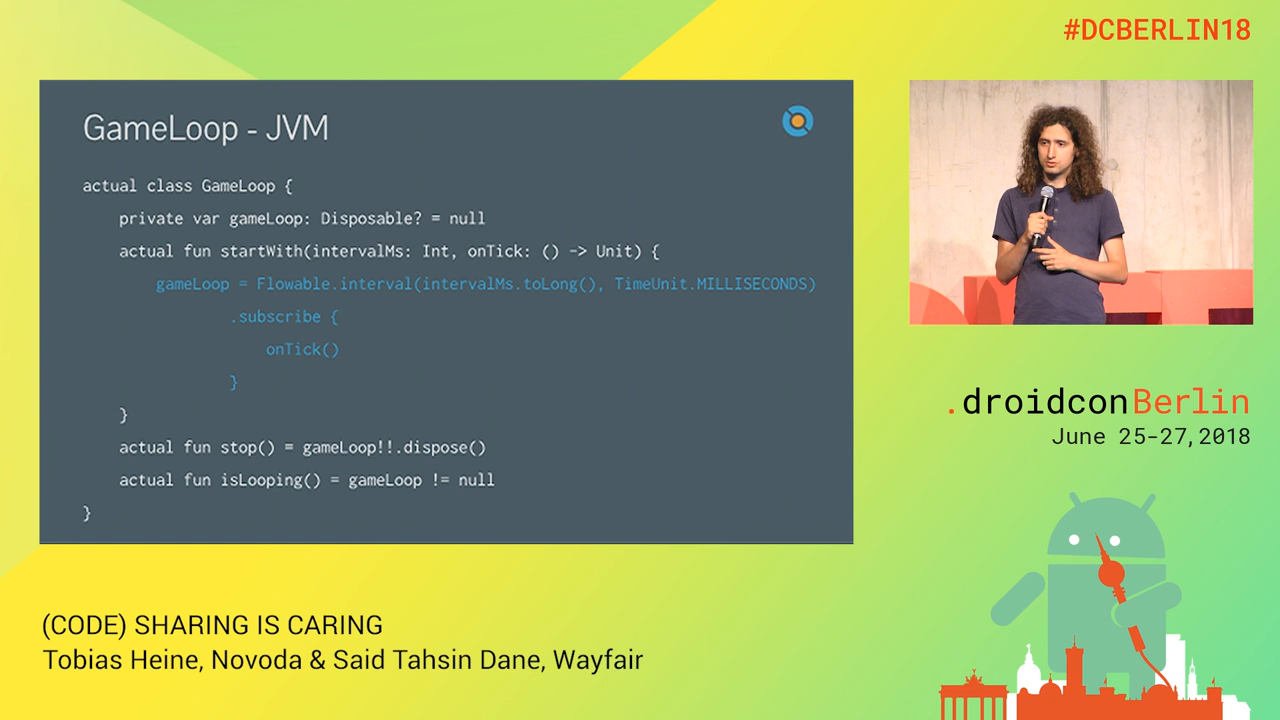 #DCBERLIN18
GameLoop - JVM
actual class GameLoop {
private var gameLoop: Disposable? = null
actual fun startWith(intervalMs: Int, onTick: () -> Unit) {
gameLoop = Flowable.interval(intervalMs.toLong(), TimeUnit.MILLISECONDS)
.subscribe {
onTick()
}
}
actual fun stop() = gameLoop!!.dispose()
actual fun isLooping() = gameLoop != null
}
.droidconBerlin
June 25-27,2018
(CODE) SHARING IS CARING
Tobias Heine, Novoda & Said Tahsin Dane, Wayfair